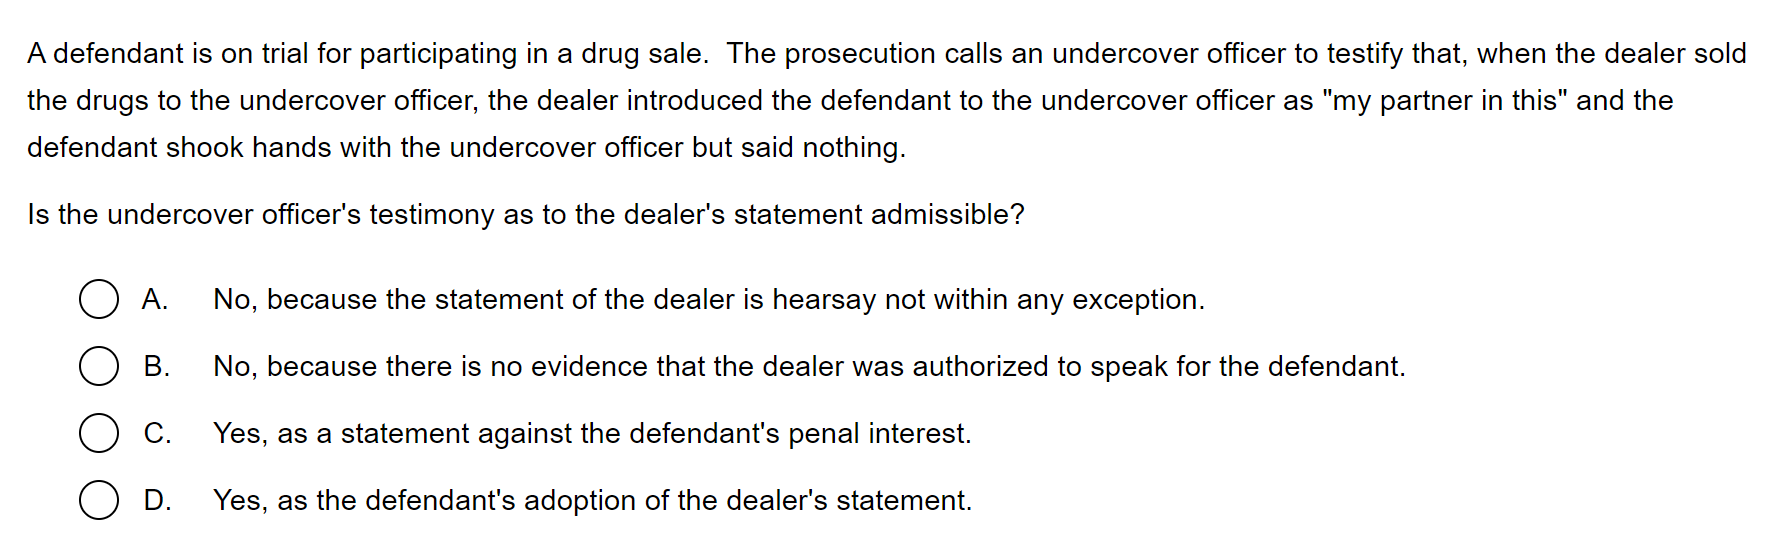 A defendant is on trial for participating in a drug sale.  The prosecution calls an undercover officer to testify that, when the dealer sold
the drugs to the undercover officer, the dealer introduced the defendant to the undercover officer as "my partner in this" and the
defendant shook hands with the undercover officer but said nothing.
Is the undercover officer's testimony as to the dealer's statement admissible?
A. No, because the statement of the dealer is hearsay not within any exception.
B. No, because there is no evidence that the dealer was authorized to speak for the defendant.
C. Yes, as a statement against the defendant's penal interest.
D. Yes, as the defendant's adoption of the dealer's statement.